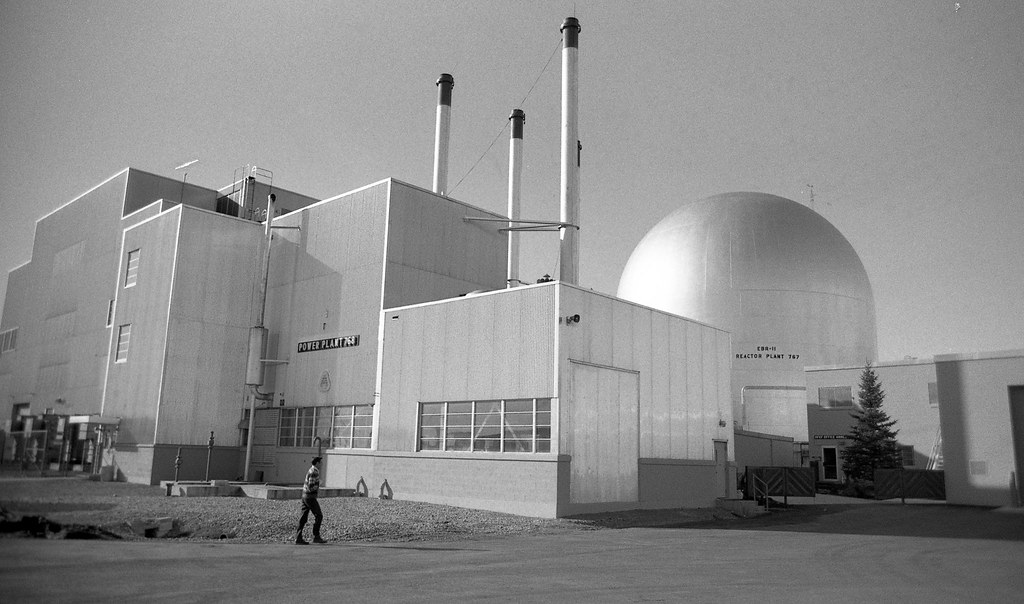 POWER PLANT 768
EBR-II
REACTOR PLANT 767